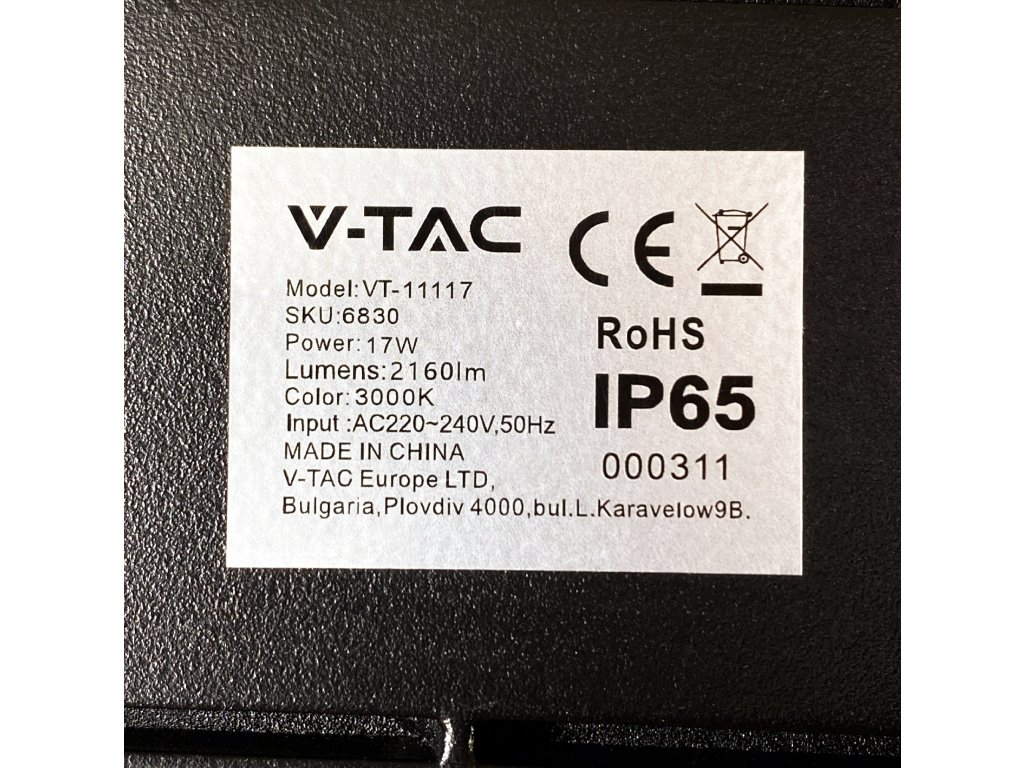 V-TAC
CE
Model:VT-11117
SKU:6830
Power:17W
Lumens:2160lm
Color:3000K
Input :AC220~240V,50Hz
MADE IN CHINA
V-TAC Europe LTD,
Bulgaria,Plovdiv 4000,bul.L.Karavelow9B.
RoHS
IP65
000311